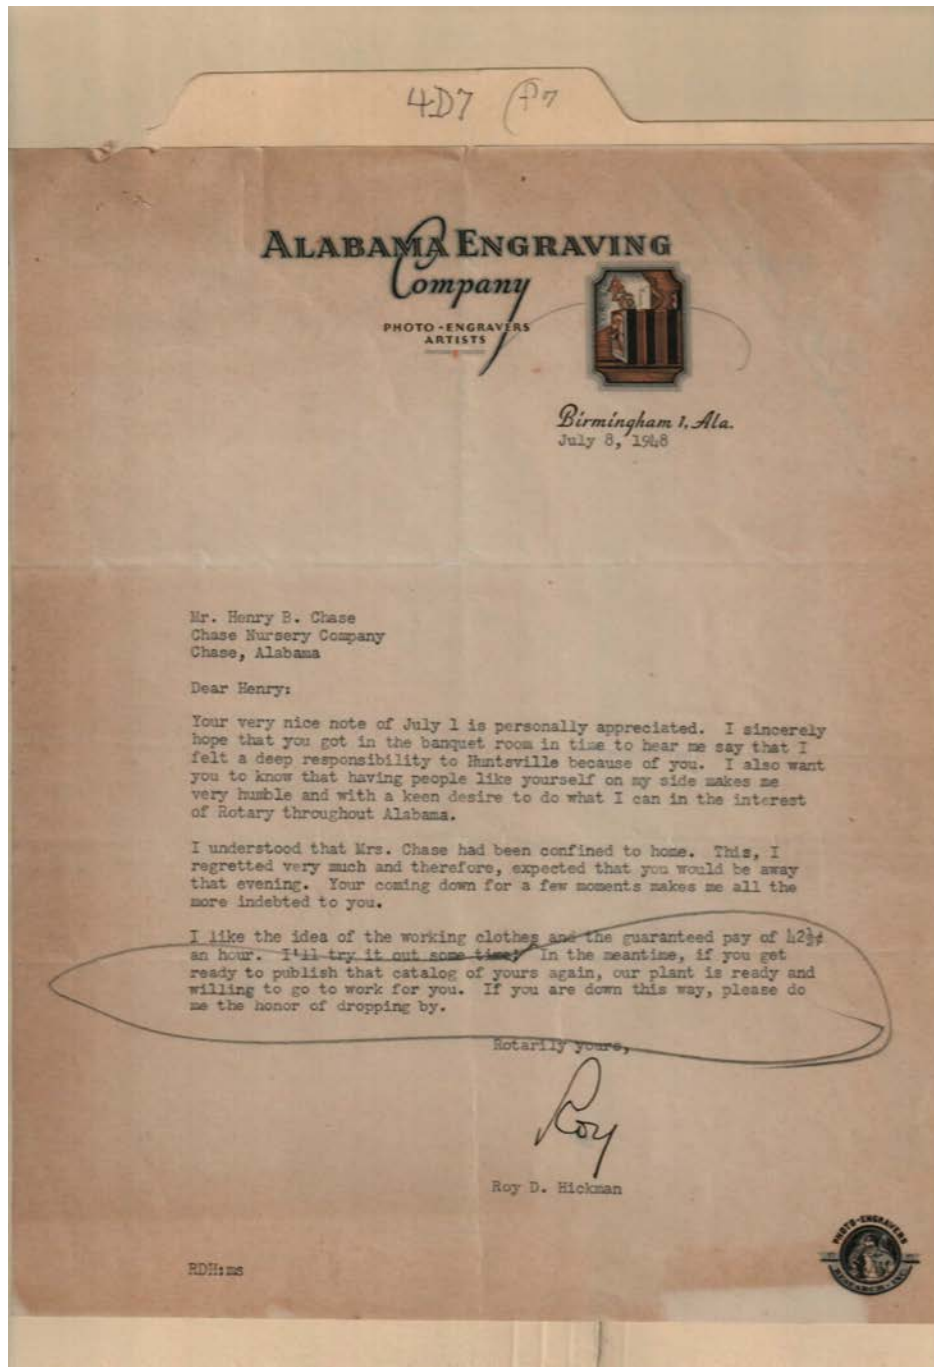 4D7 (P7
ALABAMA ENGRAVING
Company
PHOTO-ENGRAVERS
ARTISTS
Birmingham 1, Ala.
July 8, 1948
Mr. Henry B. Chase
Chase Nursery Company
Chase, Alabama
Dear Henry:
Your very nice note of July 1 is personally appreciated. I sincerely
hope that you got in the banquet room in time to hear me say that I
felt a deep responsibility to Huntsville because of you. I also want
you to know that having people like yourself on my side makes me
very humble and with a keen desire to do what I can in the interest
of Rotary throughout Alabama.
I understood that Mrs. Chase had been confined to home. This, I
regretted very much and therefore, expected that you would be away
that evening. Your coming down for a few moments makes me all the
more indebted to you.
I like the idea of the working clothes and the guaranteed pay of 42½¢
an hour. I'll try it out some time; In the meantime, if you get
ready to publish that catalog of yours again, our plant is ready and
willing to go to work for you. If you are down this way, please do
me the honor of dropping by.
Rotarily yours,
Roy
Roy D. Hickman
RDH:ms
PHOTO-ENGRAVERS
RESEARCH, INC.